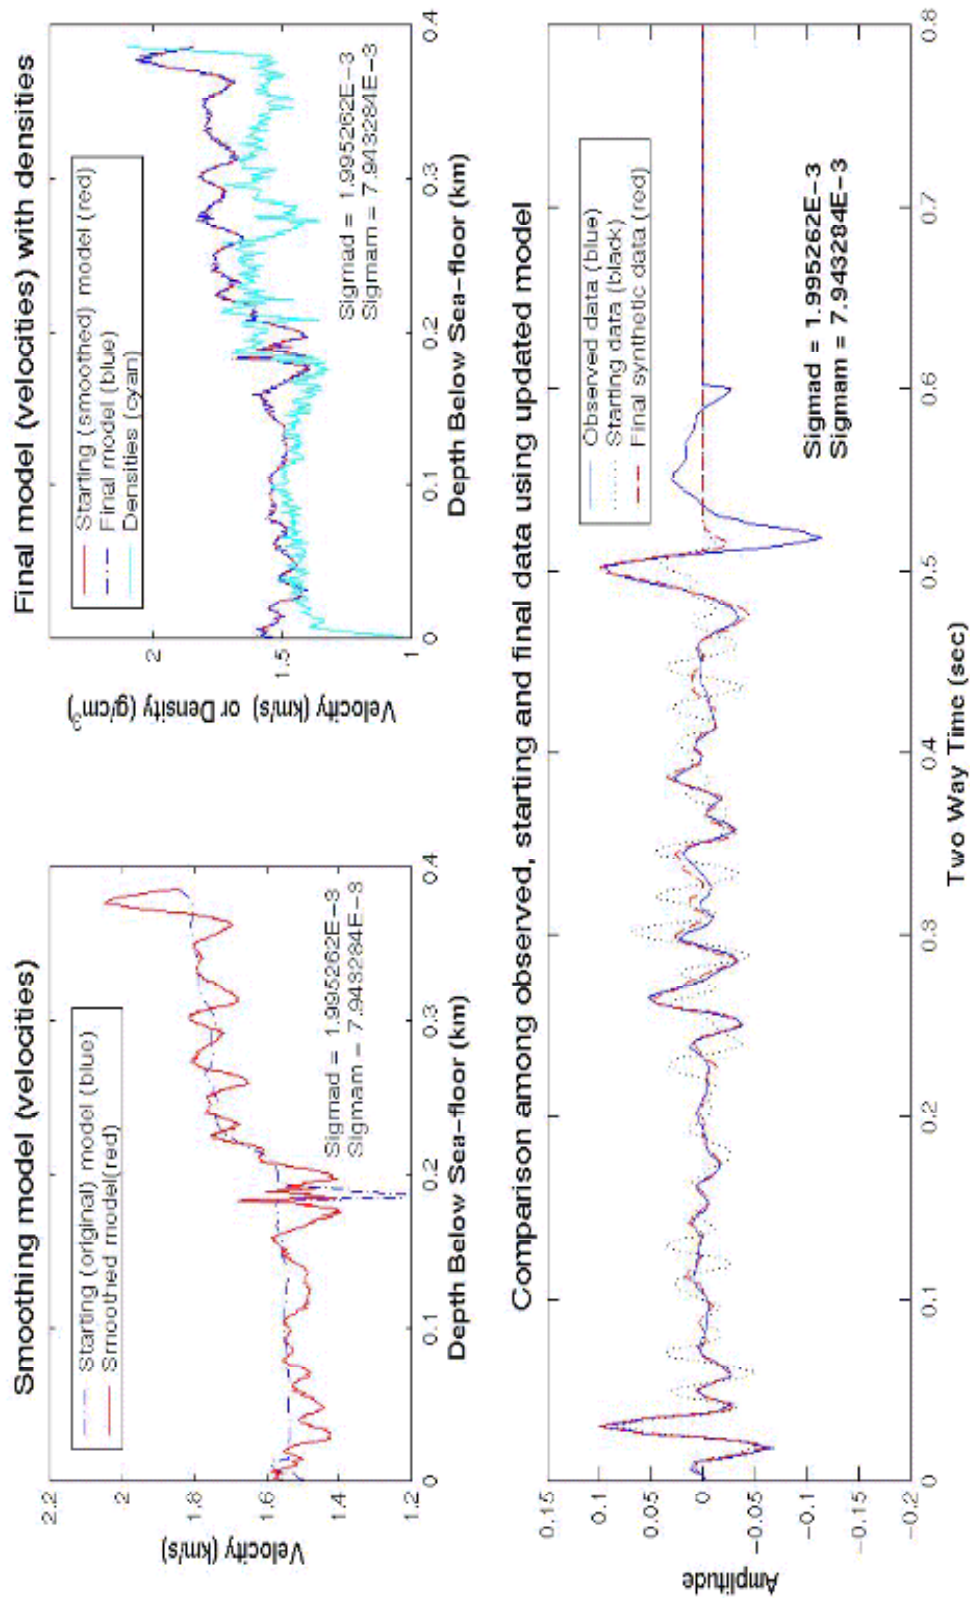 Smoothing model (velocities)
2.2
2.2
1.8
1.6
1.4
1.2
Velocity (km/s)
Starting (original) model (blue)
Smoothed model(red)
Sigmad = 1.995262E-3
Sigmam - 7.943284E-3
0
0.1
0.2
0.3
0.4
Depth Below Sea-floor (km)
Final model (velocities) with densities
2
1.5
1
Velocity (km/s) or Density (g/cm3)
Starting (smoothed) model (red)
Final model (blue)
Densities (cyan)
Sigmad = 1.995262E-3
Sigmam = 7.943284E-3
0
0.1
0.2
0.3
0.4
Depth Below Sea-floor (km)
Comparison among observed, starting and final data using updated model
0.15
0.1
0.05
0
-0.05
-0.1
-0.15
-0.2
Amplitude
Observed data (blue)
Starting data (black)
Final synthetic data (red)
Sigmad = 1.995262E-3
Sigmam = 7.943284E-3
0
0.1
0.2
0.3
0.4
0.5
0.6
0.7
0.8
Two Way Time (sec)